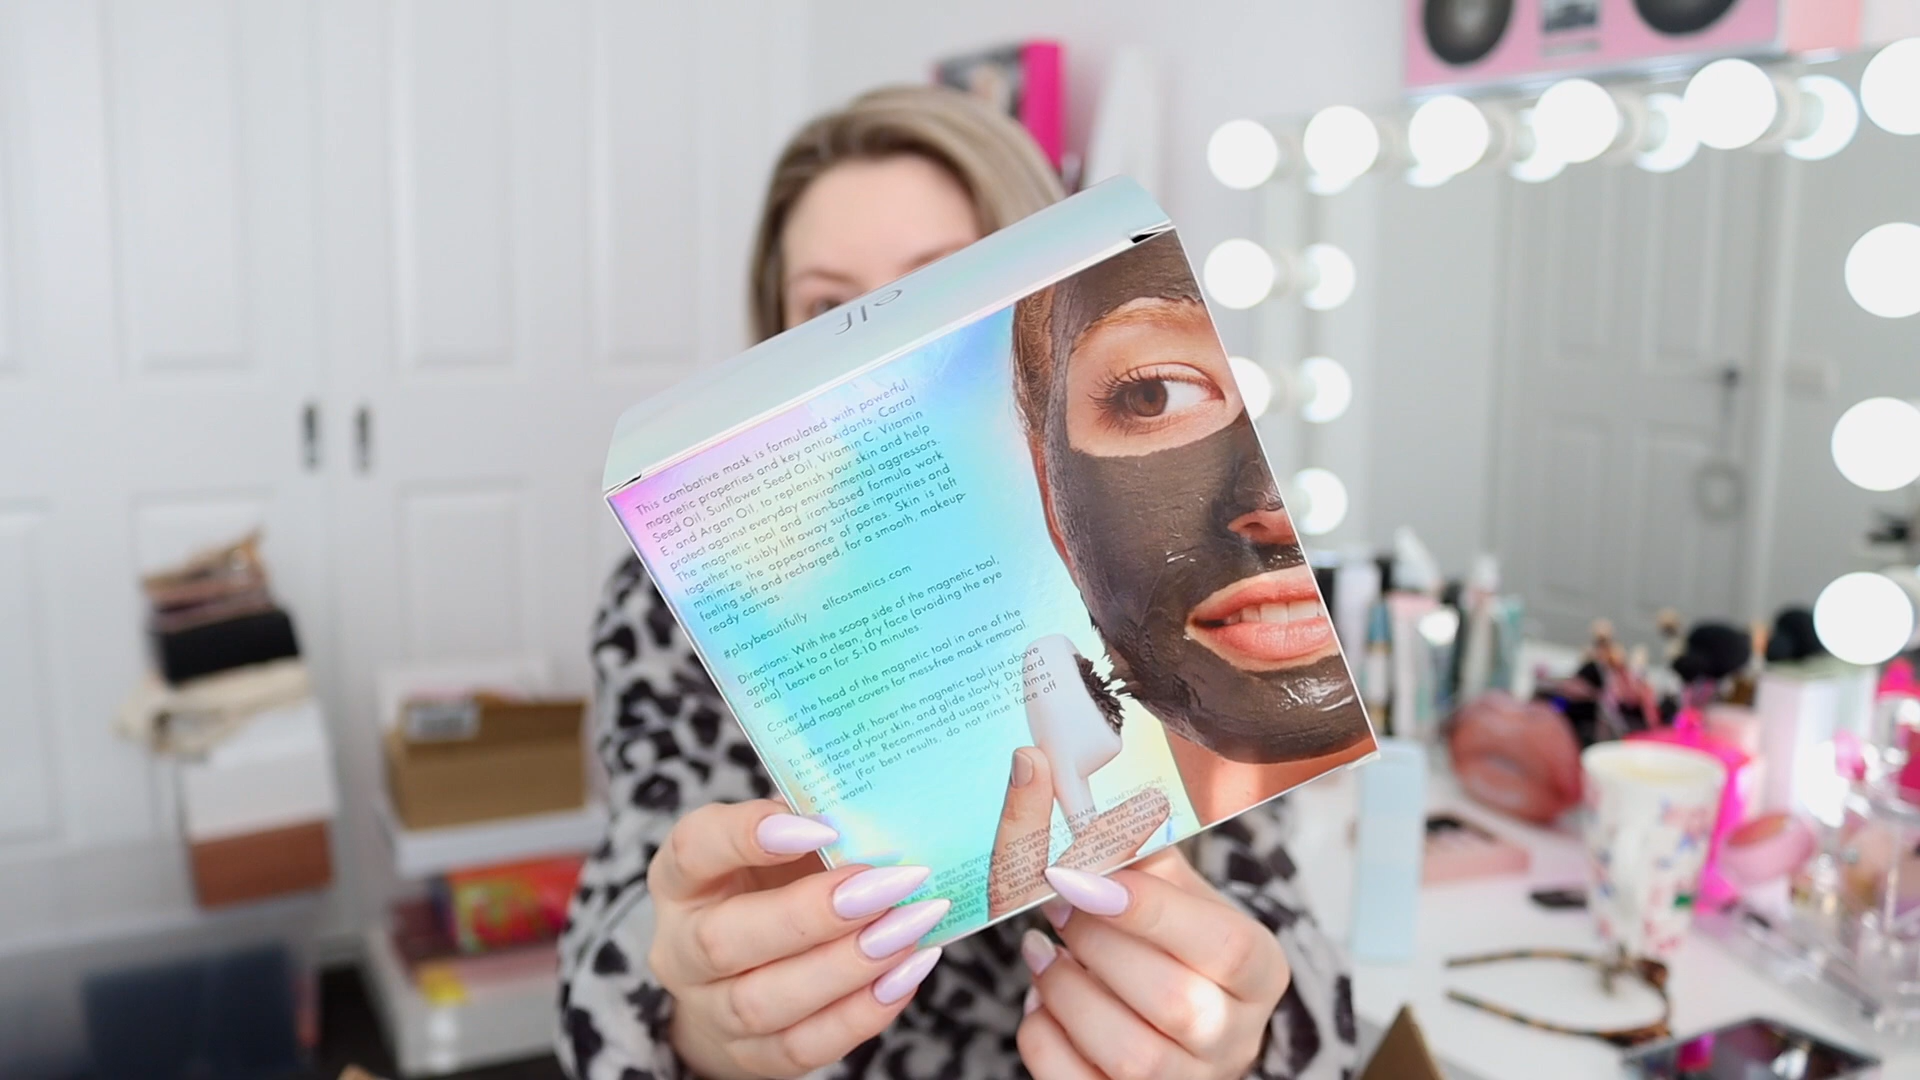 elf
This combative mask is formulated with powerful
magnetic properties and key antioxidants, Carrot
Seed Oil, Sunflower Seed Oil, Vitamin C, Vitamin
E, and Argan Oil, to replenish your skin and help
protect against everyday environmental aggressors.
The magnetic tool and iron-based formula work
together to visibly lift away surface impurities and
minimize the appearance of pores. Skin is left
feeling soft and recharged, for a smooth, makeup-
ready canvas.
#playbeautifully elfcosmetics.com
Directions: With the scoop side of the magnetic tool,
apply mask to a clean, dry face (avoiding the eye
area). Leave on for 5-10 minutes.
Cover the head of the magnetic tool in one of the
included magnet covers for mess-free mask removal.
To take mask off, hover the magnetic tool just above
the surface of your skin, and glide slowly. Discard
cover after use. Recommended usage is 1-2 times
a week. (For best results, do not rinse face off
with water).
IRON POWDER DIMETHICONE,